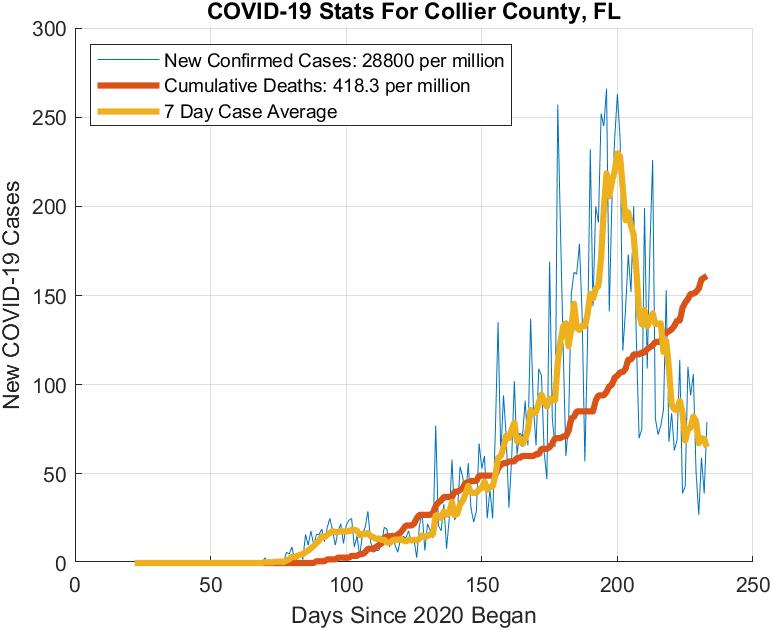 COVID-19 Stats For Collier County, FL
300
250
200
150
100
50
0
New COVID-19 Cases
New Confirmed Cases: 28800 per million
Cumulative Deaths: 418.3 per million
7 Day Case Average
0 50 100 150 200 250
Days Since 2020 Began